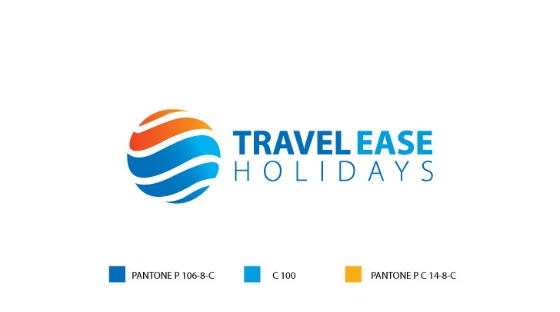 TRAVEL EASE
HOLIDAYS
PANTONE P 106-8-C
C 100
PANTONE P C 14-8-C